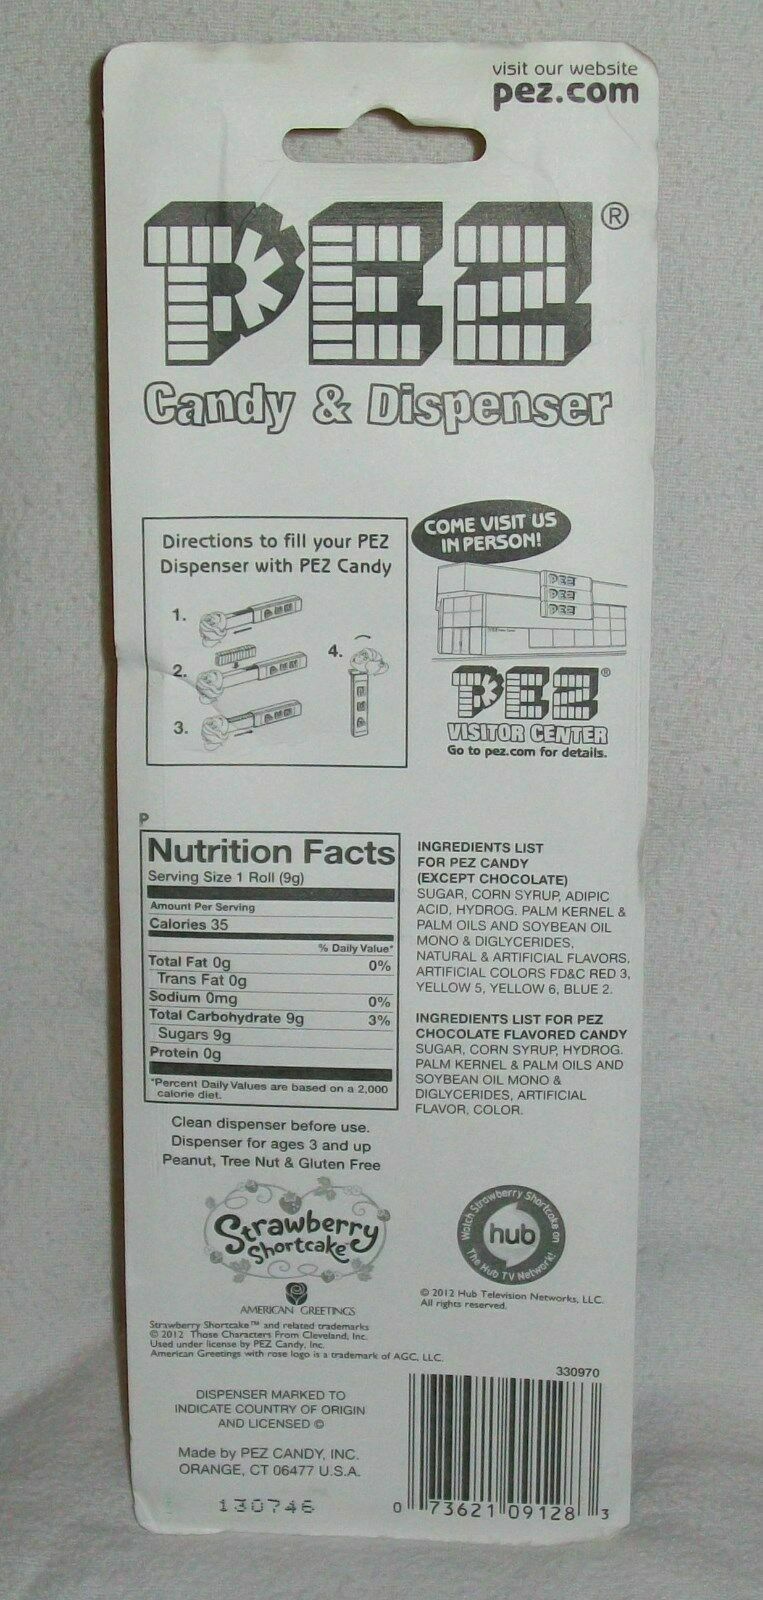 visit our website
pez.com
PEZ®
Candy & Dispenser
Directions to fill your PEZ
Dispenser with PEZ Candy
1.
2.
3.
4.
COME VISIT US
IN PERSON!
PEZ
PEZ
PEZ
PEZ®
VISITOR CENTER
Go to pez.com for details.
P
Nutrition Facts
Serving Size 1 Roll (9g)
Amount Per Serving
Calories 35
% Daily Value*
Total Fat 0g 0%
Trans Fat 0g
Sodium 0mg 0%
Total Carbohydrate 9g 3%
Sugars 9g
Protein 0g
*Percent Daily Values are based on a 2,000
calorie diet.
INGREDIENTS LIST
FOR PEZ CANDY
(EXCEPT CHOCOLATE)
SUGAR, CORN SYRUP, ADIPIC
ACID, HYDROG. PALM KERNEL &
PALM OILS AND SOYBEAN OIL
MONO & DIGLYCERIDES,
NATURAL & ARTIFICIAL FLAVORS,
ARTIFICIAL COLORS FD&C RED 3,
YELLOW 5, YELLOW 6, BLUE 2.
INGREDIENTS LIST FOR PEZ
CHOCOLATE FLAVORED CANDY
SUGAR, CORN SYRUP, HYDROG.
PALM KERNEL & PALM OILS AND
SOYBEAN OIL MONO &
DIGLYCERIDES, ARTIFICIAL
FLAVOR, COLOR.
Clean dispenser before use.
Dispenser for ages 3 and up
Peanut, Tree Nut & Gluten Free
Strawberry
Shortcake™
AMERICAN GREETINGS
Strawberry Shortcake™ and related trademarks
© 2012 Those Characters From Cleveland, Inc.
Used under license by PEZ Candy, Inc.
American Greetings with rose logo is a trademark of AGC, LLC.
Watch Strawberry Shortcake on
hub
The Hub TV Network!
© 2012 Hub Television Networks, LLC.
All rights reserved.
DISPENSER MARKED TO
INDICATE COUNTRY OF ORIGIN
AND LICENSED ©
Made by PEZ CANDY, INC.
ORANGE, CT 06477 U.S.A.
130746
330970
0 73621 09128 3